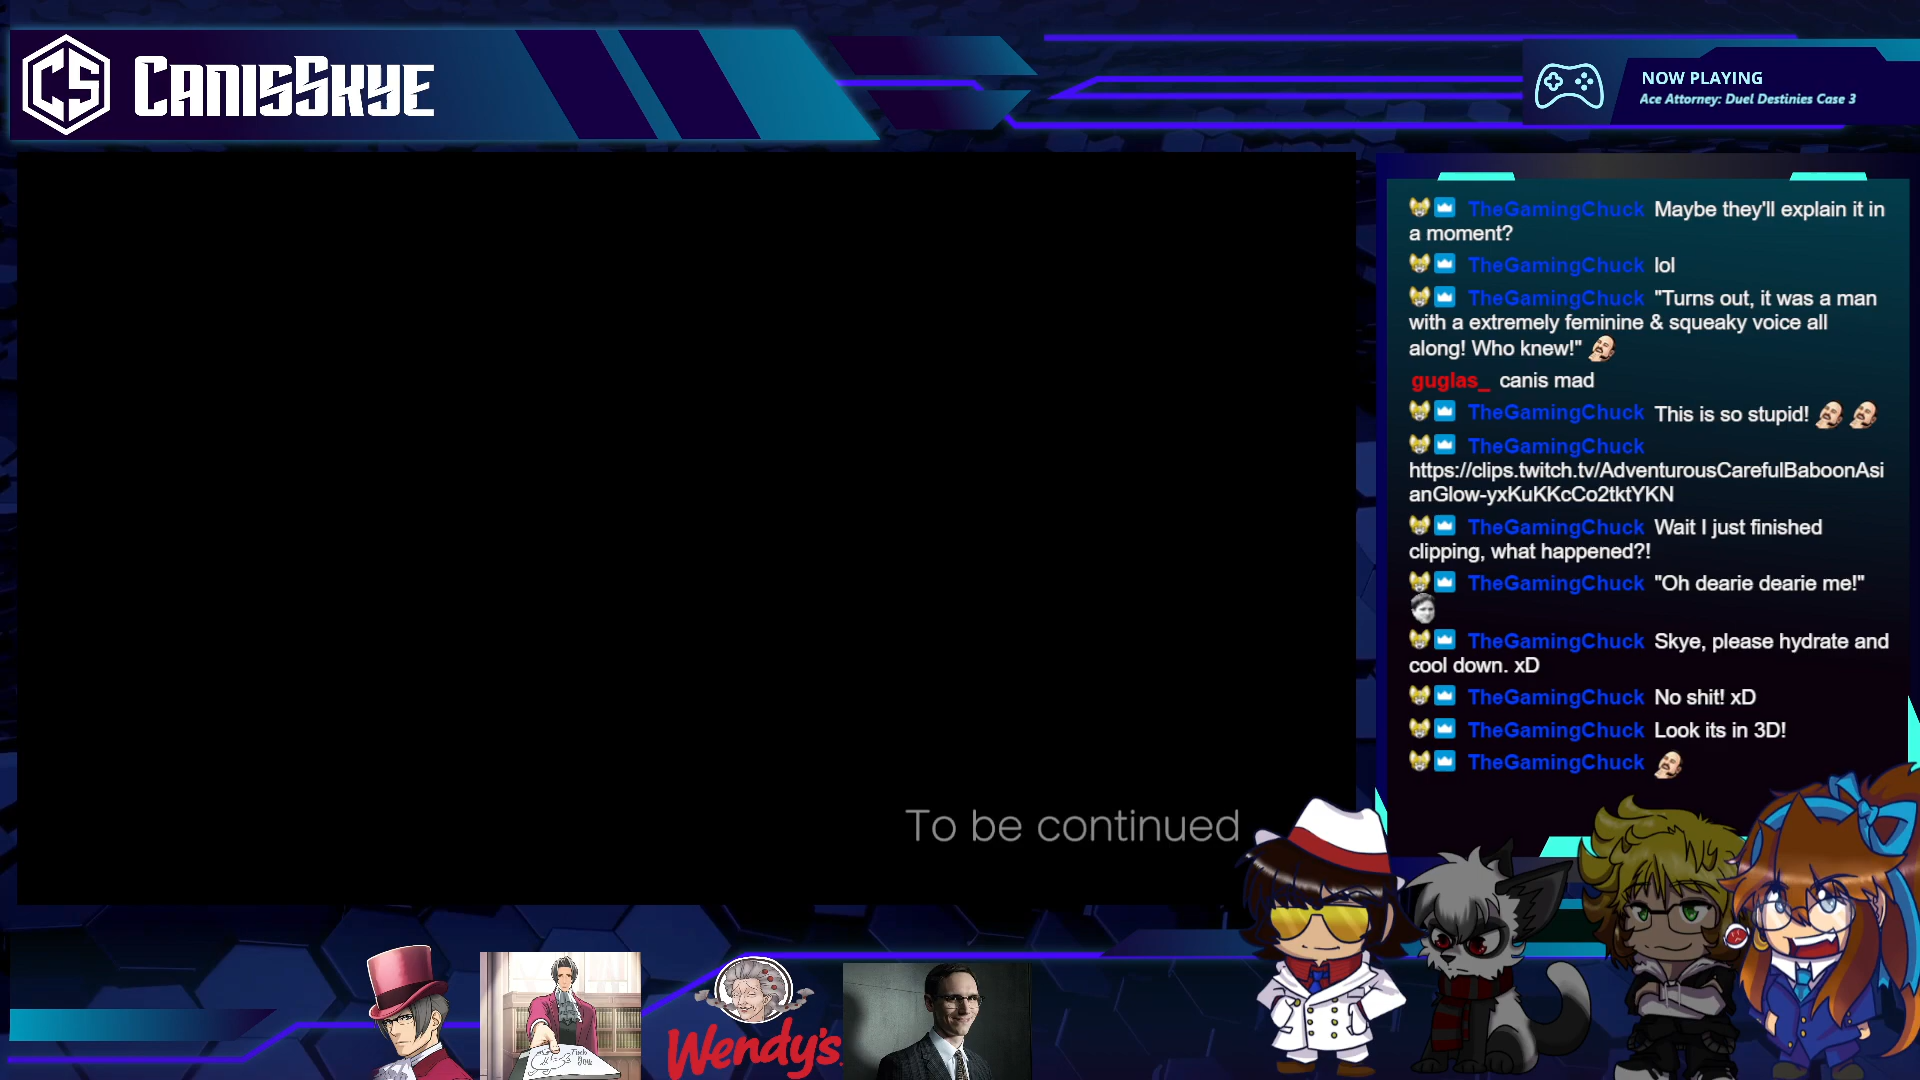 CS CANISSKYE
NOW PLAYING
Ace Attorney: Duel Destinies Case 3
TheGamingChuck Maybe they'll explain it in
a moment?
TheGamingChuck lol
TheGamingChuck "Turns out, it was a man
with a extremely feminine & squeaky voice all
along! Who knew!"
guglas_ canis mad
TheGamingChuck This is so stupid!
TheGamingChuck
https://clips.twitch.tv/AdventurousCarefulBaboonAsi
anGlow-yxKuKKcCo2tktYKN
TheGamingChuck Wait I just finished
clipping, what happened?!
TheGamingChuck "Oh dearie dearie me!"
TheGamingChuck Skye, please hydrate and
cool down. xD
TheGamingChuck No shit! xD
TheGamingChuck Look its in 3D!
TheGamingChuck
To be continued
Fuck
You
Wendy's